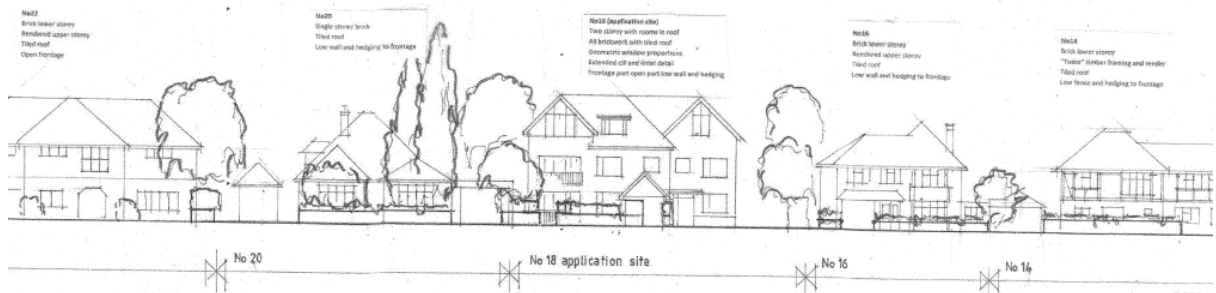 No22
Brick lower storey
Rendered upper storey
Tiled roof
Open frontage
No20
Single storey brick
Tiled roof
Low wall and hedging to frontage
No18 (application site)
Two storey with rooms in roof
All brickwork with tiled roof
Geometric window proportions
Extended cill and lintel detail
Frontage part open part low wall and hedging
No16
Brick lower storey
Rendered upper storey
Tiled roof
Low wall and hedging to frontage
No14
Brick lower storey
"Tudor" timber framing and render
Tiled roof
Low fence and hedging to frontage
No 20
No 18 application site
No 16
No 14